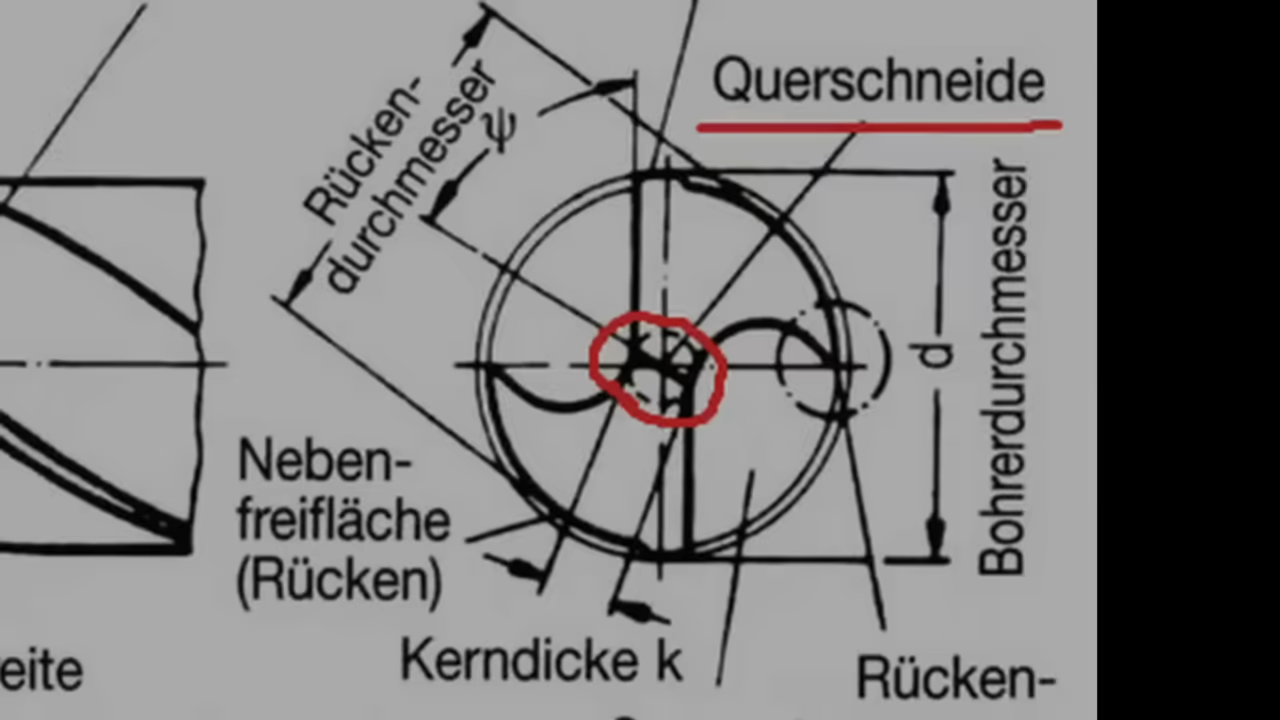 Querschneide
Rücken-
durchmesser
ψ
d
Bohrerdurchmesser
Neben-
freifläche
(Rücken)
Kerndicke k
eite
Rücken-